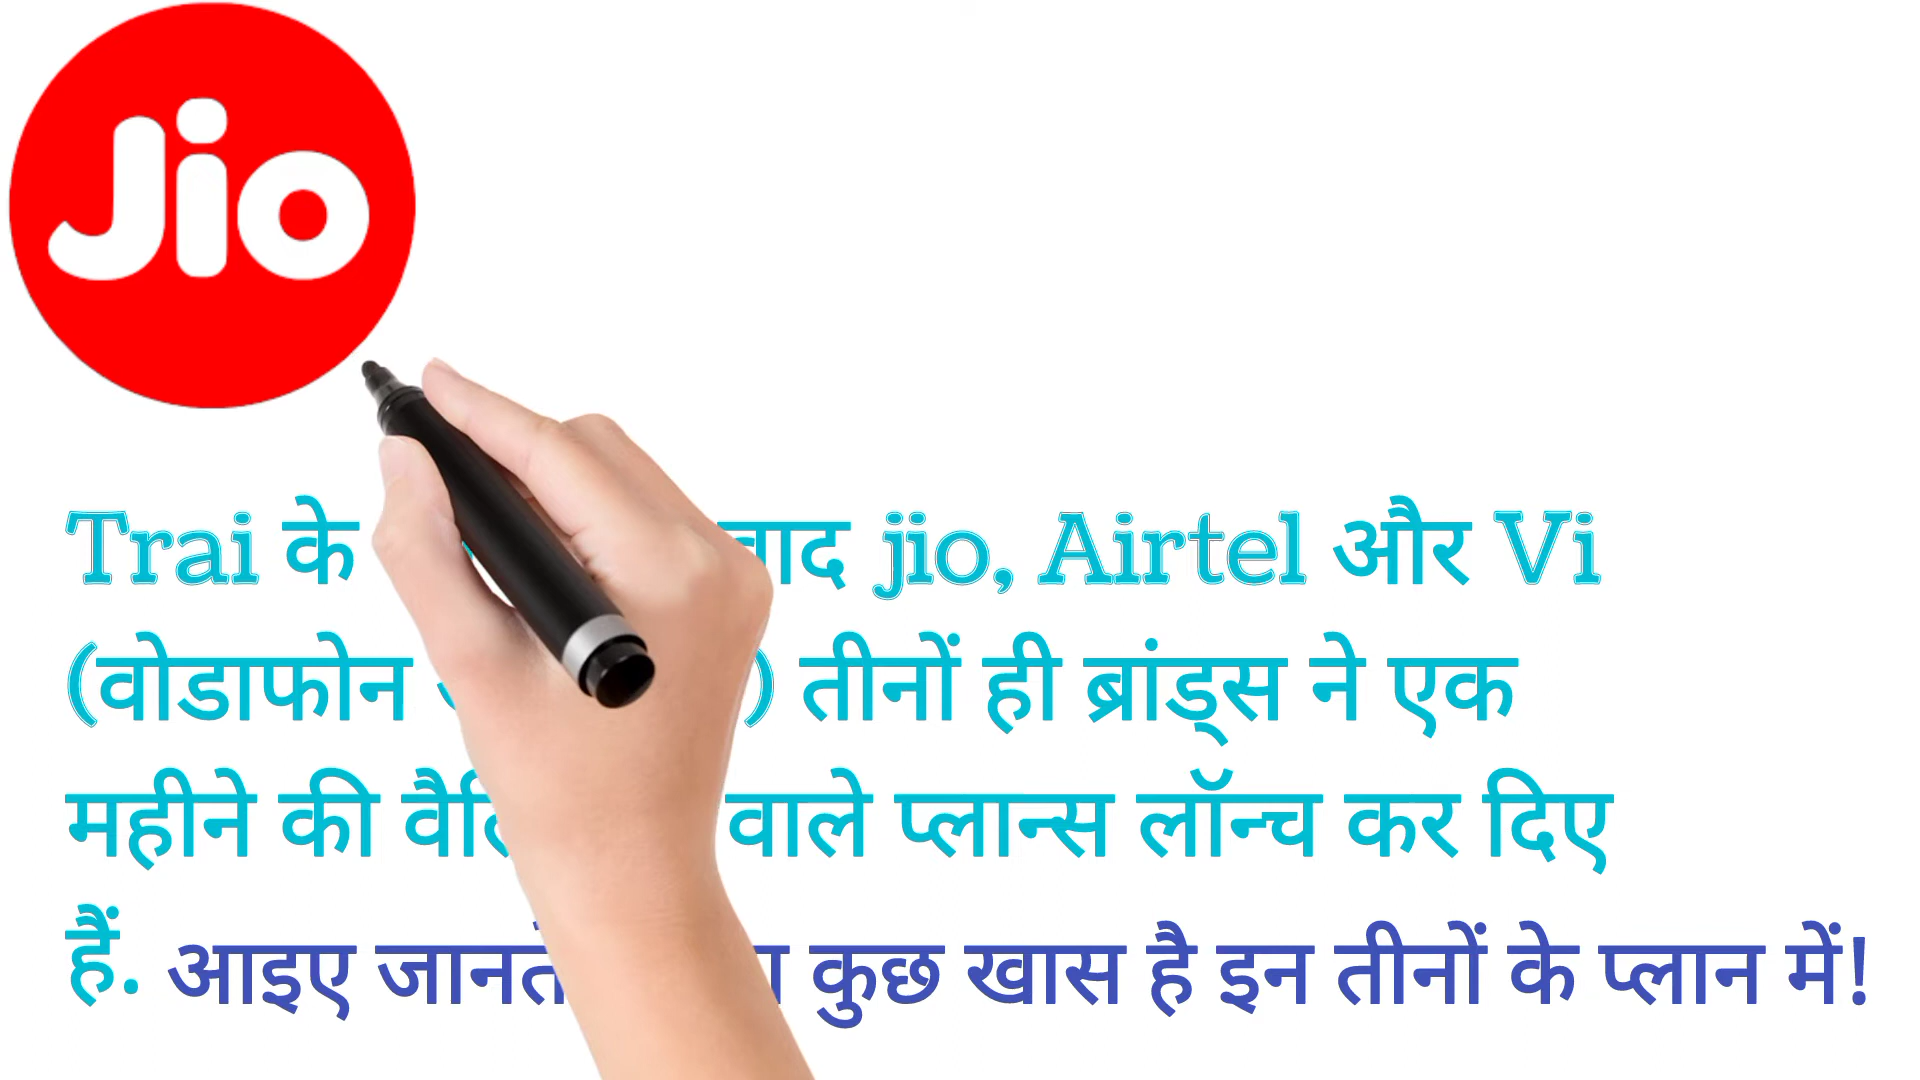 Jio
Trai के बाद jio, Airtel और Vi
(वोडाफोन ) तीनों ही ब्रांड्स ने एक
महीने की वाले प्लान्स लॉन्च कर दिए
हैं. आइए कुछ खास है इन तीनों के प्लान में!